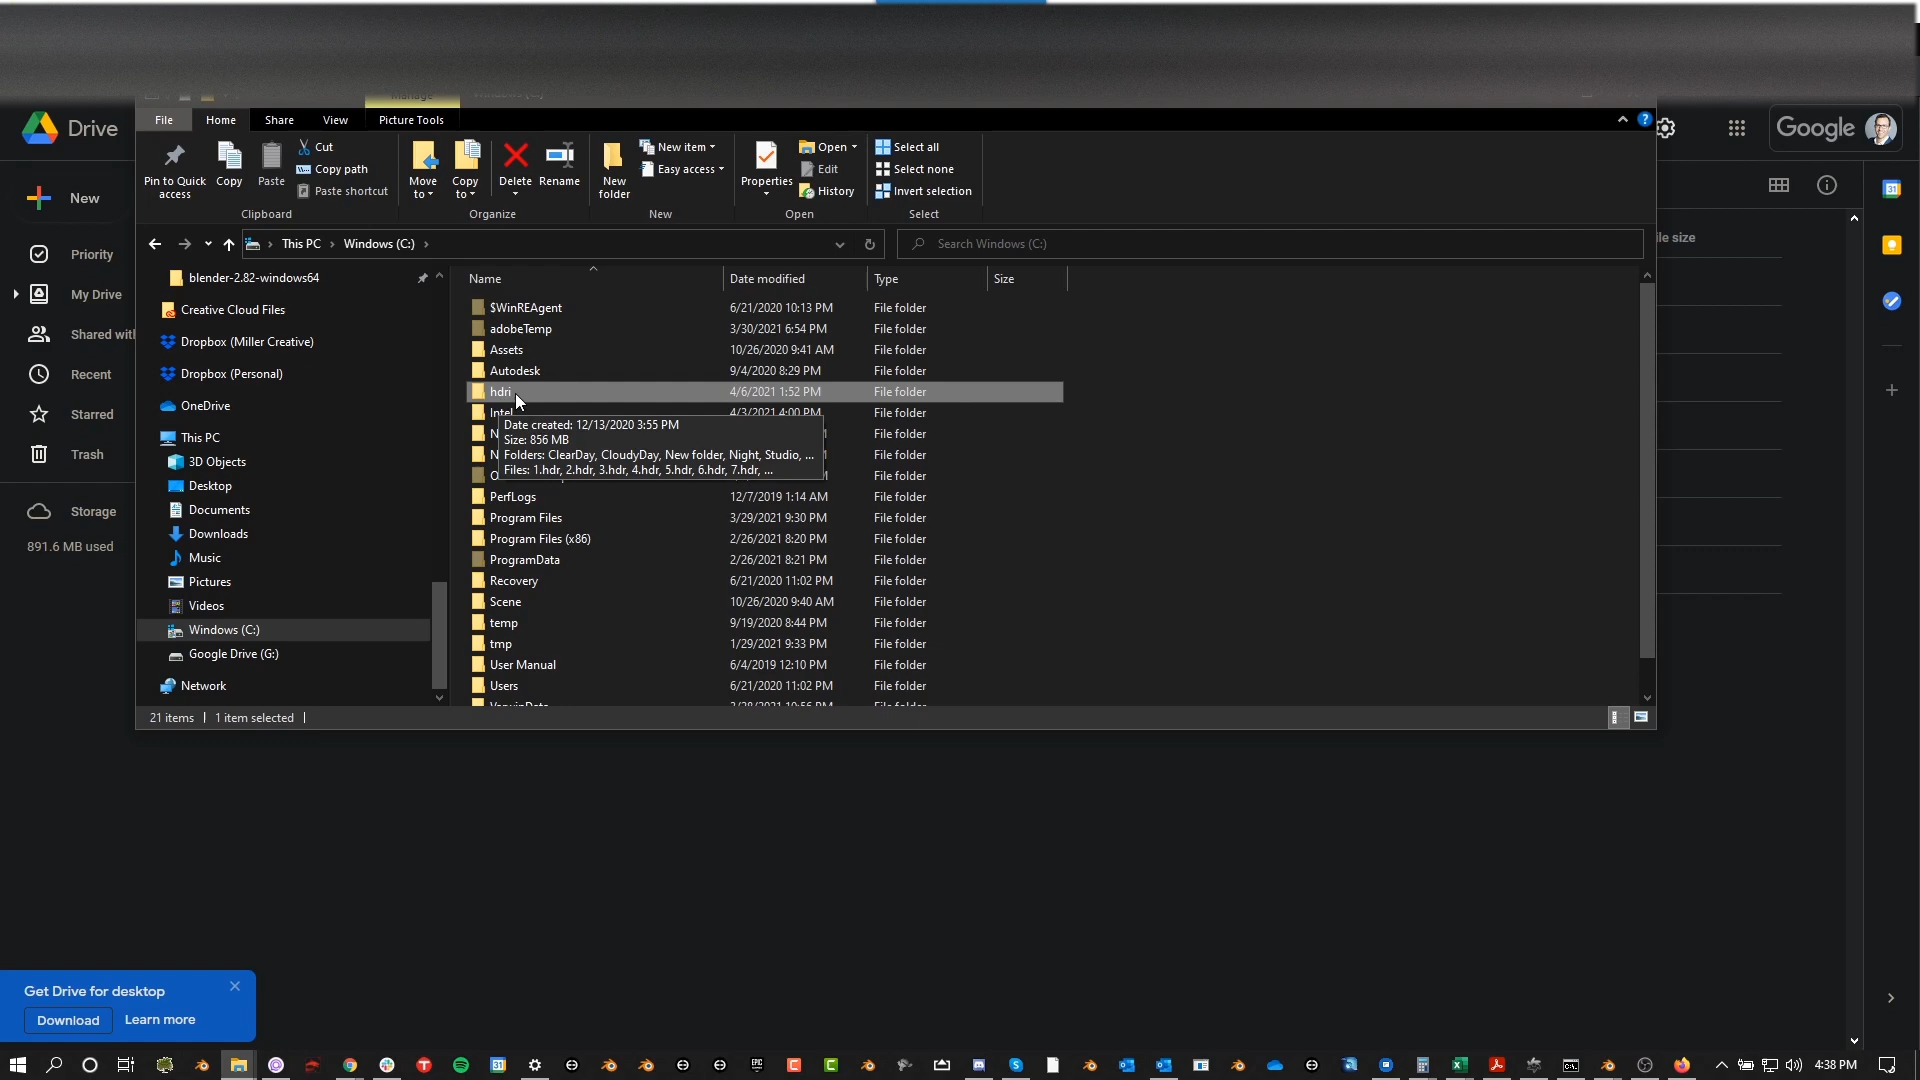 File Home Share View Picture Tools
Drive
Google
Cut
Copy path
Paste shortcut
Pin to Quick access
Copy
Paste
Move to
Copy to
Delete
Rename
New folder
New item
Easy access
Properties
Open
Edit
History
Select all
Select none
Invert selection
Clipboard Organize New Open Select
New
Priority
My Drive
Shared with
Recent
Starred
Trash
Storage
891.6 MB used
This PC > Windows (C:) >
Search Windows (C:)
blender-2.82-windows64
Creative Cloud Files
Dropbox (Miller Creative)
Dropbox (Personal)
OneDrive
This PC
3D Objects
Desktop
Documents
Downloads
Music
Pictures
Videos
Windows (C:)
Google Drive (G:)
Network
Name Date modified Type Size
$WinREAgent 6/21/2020 10:13 PM File folder
adobeTemp 3/30/2021 6:54 PM File folder
Assets 10/26/2020 9:41 AM File folder
Autodesk 9/4/2020 8:29 PM File folder
hdri 4/6/2021 1:52 PM File folder
Intel 4/3/2021 4:00 PM File folder
Date created: 12/13/2020 3:55 PM
Size: 856 MB
Folders: ClearDay, CloudyDay, New folder, Night, Studio, ...
Files: 1.hdr, 2.hdr, 3.hdr, 4.hdr, 5.hdr, 6.hdr, 7.hdr, ...
File folder
File folder
File folder
PerfLogs 12/7/2019 1:14 AM File folder
Program Files 3/29/2021 9:30 PM File folder
Program Files (x86) 2/26/2021 8:20 PM File folder
ProgramData 2/26/2021 8:21 PM File folder
Recovery 6/21/2020 11:02 PM File folder
Scene 10/26/2020 9:40 AM File folder
temp 9/19/2020 8:44 PM File folder
tmp 1/29/2021 9:33 PM File folder
User Manual 6/4/2019 12:10 PM File folder
Users 6/21/2020 11:02 PM File folder
21 items 1 item selected
ile size
31
Get Drive for desktop
Download Learn more
4:38 PM